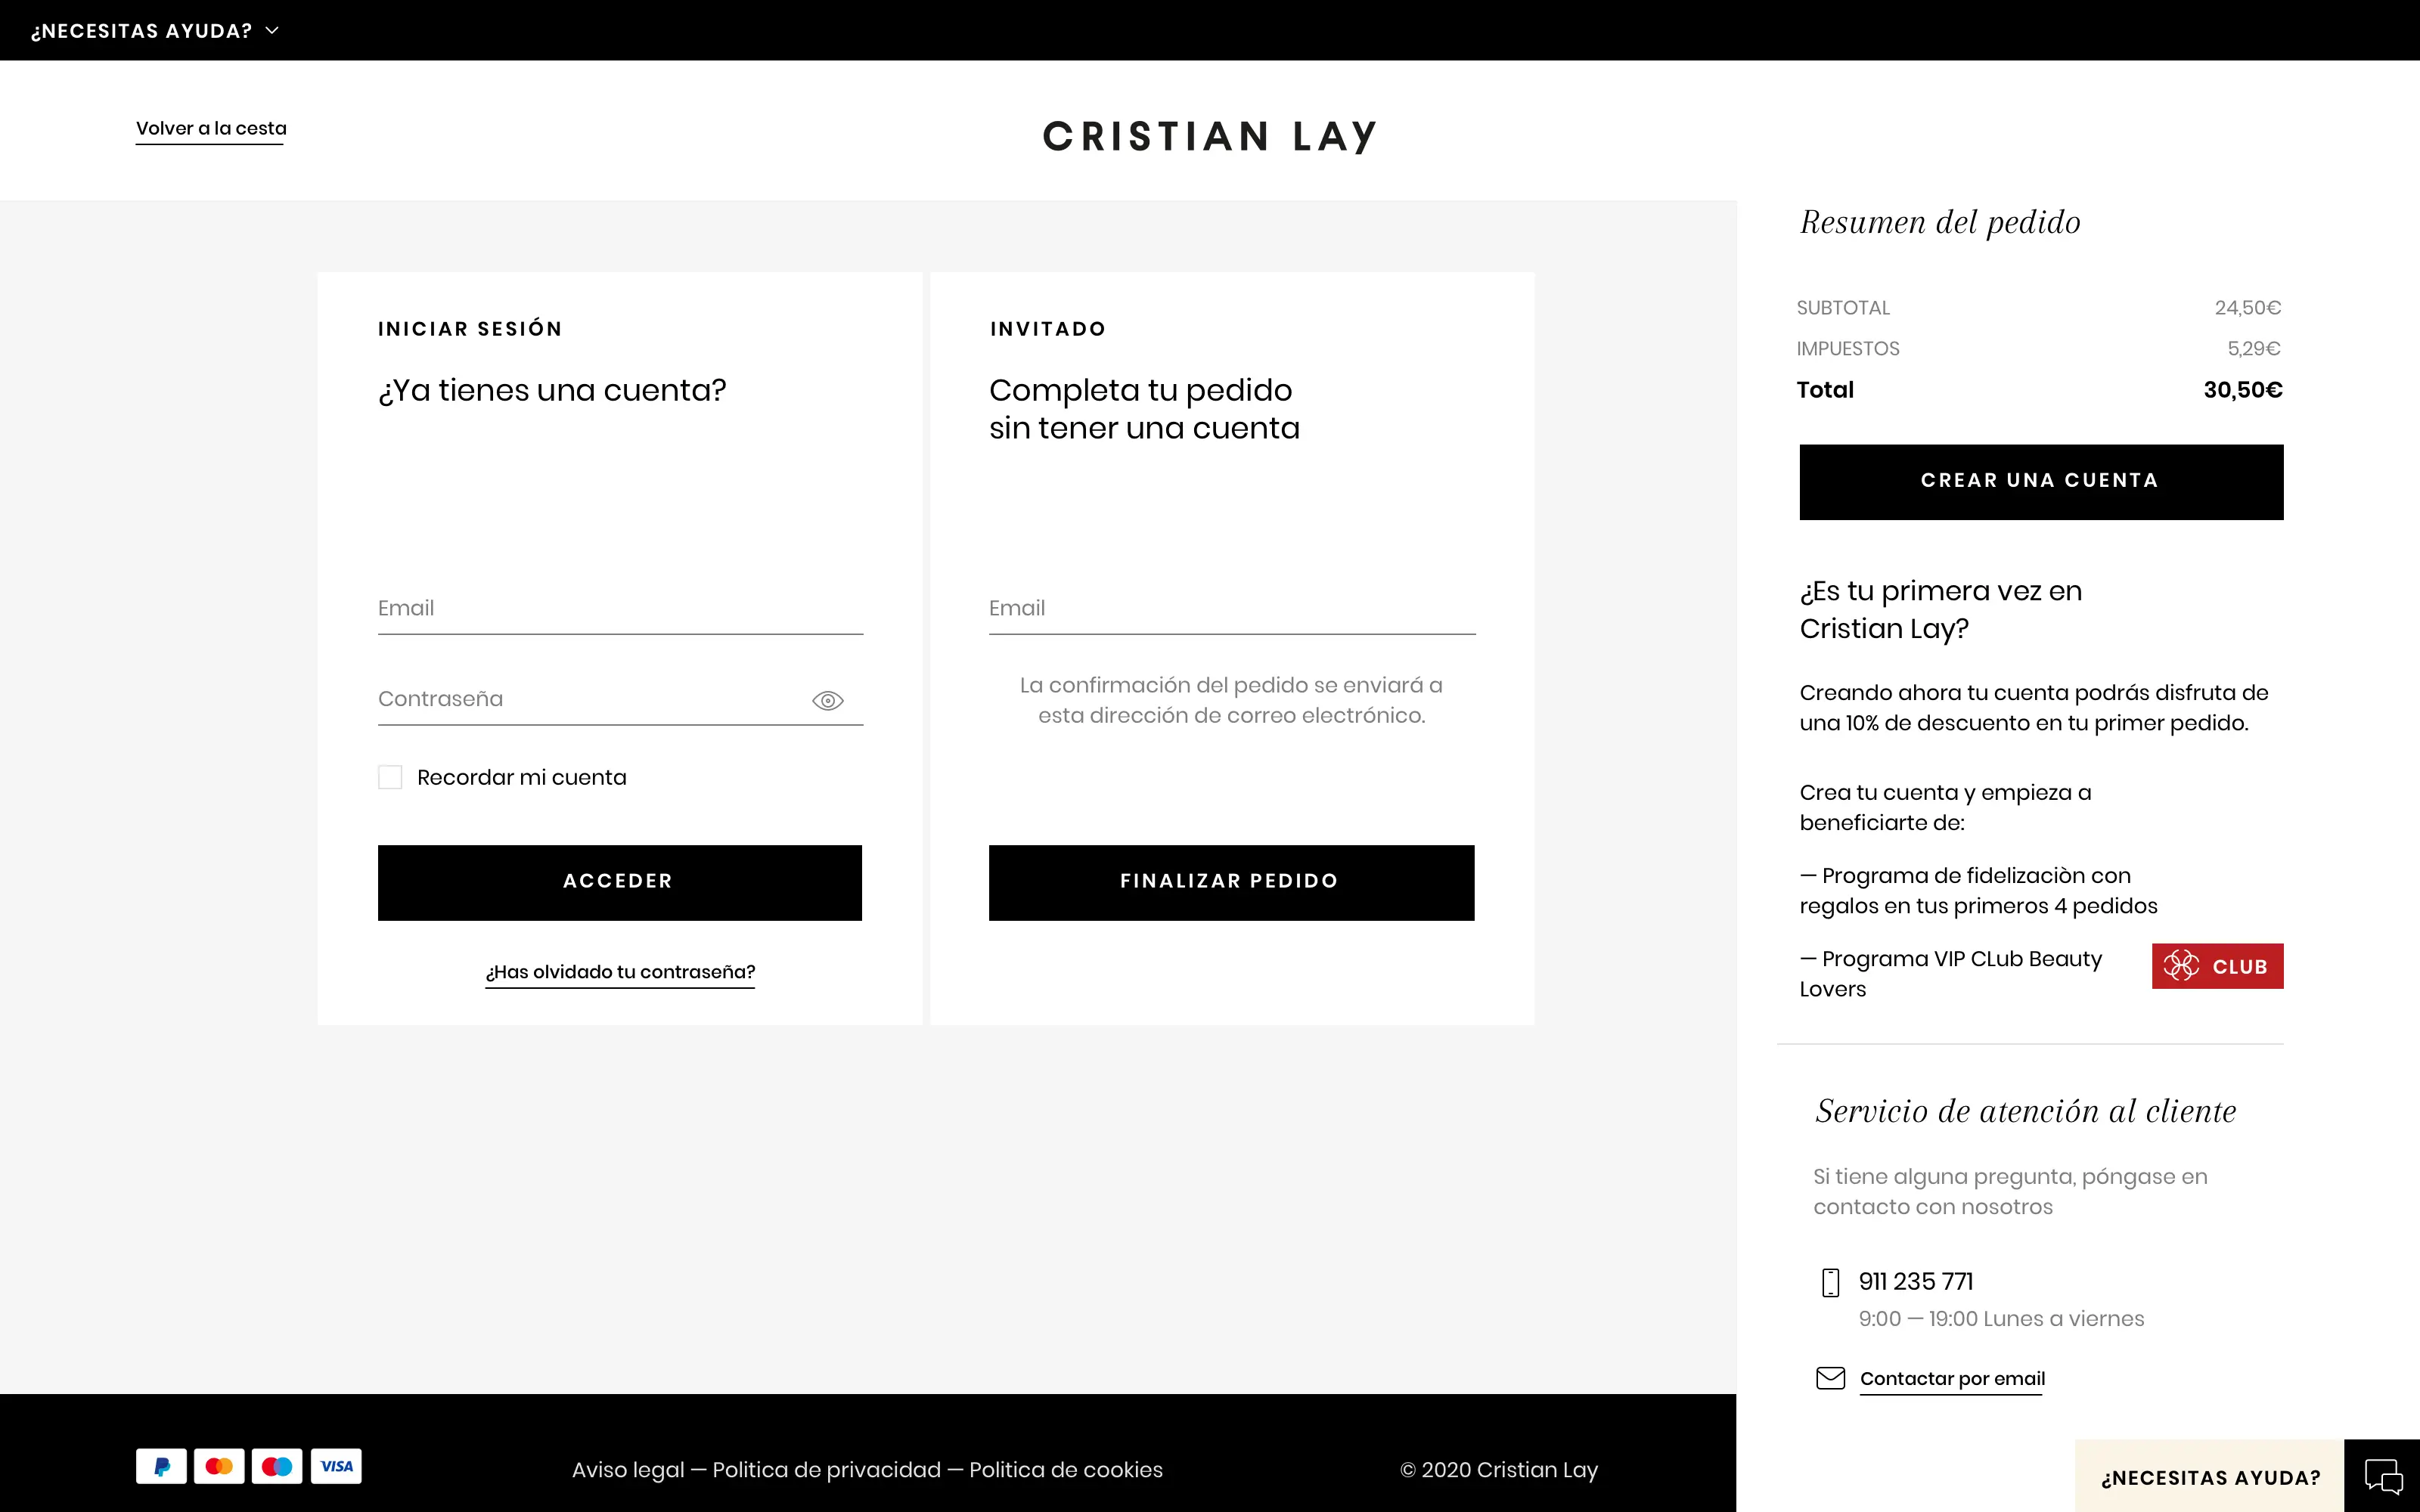 ¿NECESITAS AYUDA?
Volver a la cesta
CRISTIAN LAY
INICIAR SESIÓN
¿Ya tienes una cuenta?
Email
Contraseña
Recordar mi cuenta
ACCEDER
¿Has olvidado tu contraseña?
INVITADO
Completa tu pedido
sin tener una cuenta
Email
La confirmación del pedido se enviará a
esta dirección de correo electrónico.
FINALIZAR PEDIDO
Resumen del pedido
SUBTOTAL 24,50€
IMPUESTOS 5,29€
Total 30,50€
CREAR UNA CUENTA
¿Es tu primera vez en
Cristian Lay?
Creando ahora tu cuenta podrás disfruta de
una 10% de descuento en tu primer pedido.
Crea tu cuenta y empieza a
beneficiarte de:
— Programa de fidelizaciòn con
regalos en tus primeros 4 pedidos
— Programa VIP CLub Beauty
Lovers
CLUB
Servicio de atención al cliente
Si tiene alguna pregunta, póngase en
contacto con nosotros
911 235 771
9:00 — 19:00 Lunes a viernes
Contactar por email
VISA
Aviso legal — Politica de privacidad — Politica de cookies
© 2020 Cristian Lay
¿NECESITAS AYUDA?